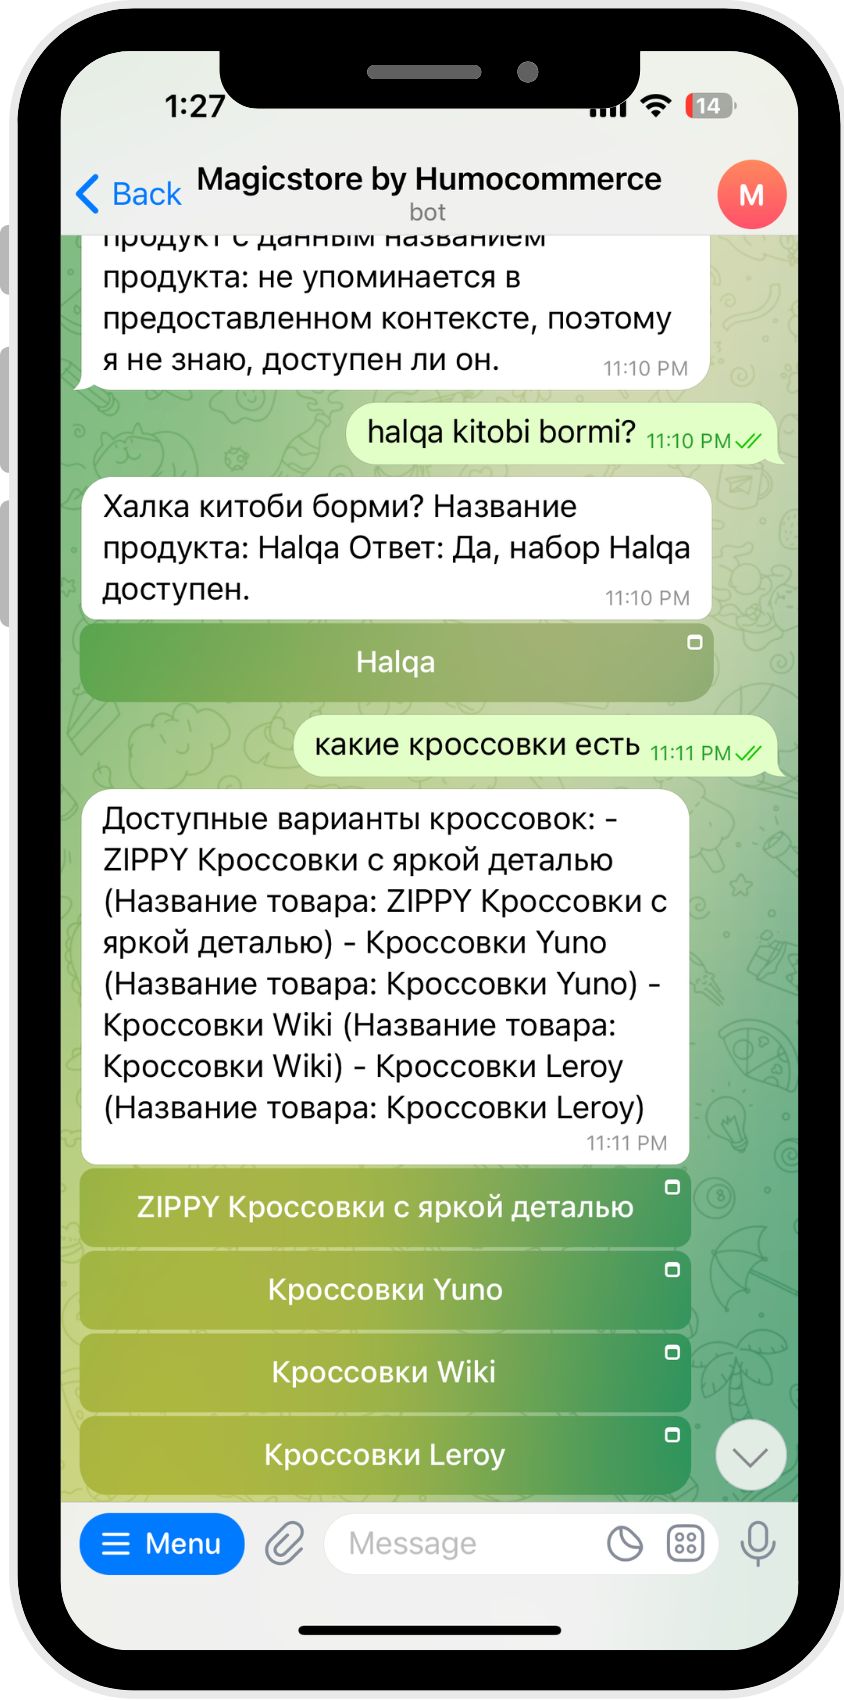 1:27
14
Back
Magicstore by Humocommerce
bot
M
продукт с данным названием
продукта: не упоминается в
предоставленном контексте, поэтому
я не знаю, доступен ли он.
11:10 PM
halqa kitobi bormi?
11:10 PM
Халка китоби борми? Название
продукта: Halqa Ответ: Да, набор Halqa
доступен.
11:10 PM
Halqa
какие кроссовки есть
11:11 PM
Доступные варианты кроссовок: -
ZIPPY Кроссовки с яркой деталью
(Название товара: ZIPPY Кроссовки с
яркой деталью) - Кроссовки Yuno
(Название товара: Кроссовки Yuno) -
Кроссовки Wiki (Название товара:
Кроссовки Wiki) - Кроссовки Leroy
(Название товара: Кроссовки Leroy)
11:11 PM
ZIPPY Кроссовки с яркой деталью
Кроссовки Yuno
Кроссовки Wiki
Кроссовки Leroy
Menu
Message